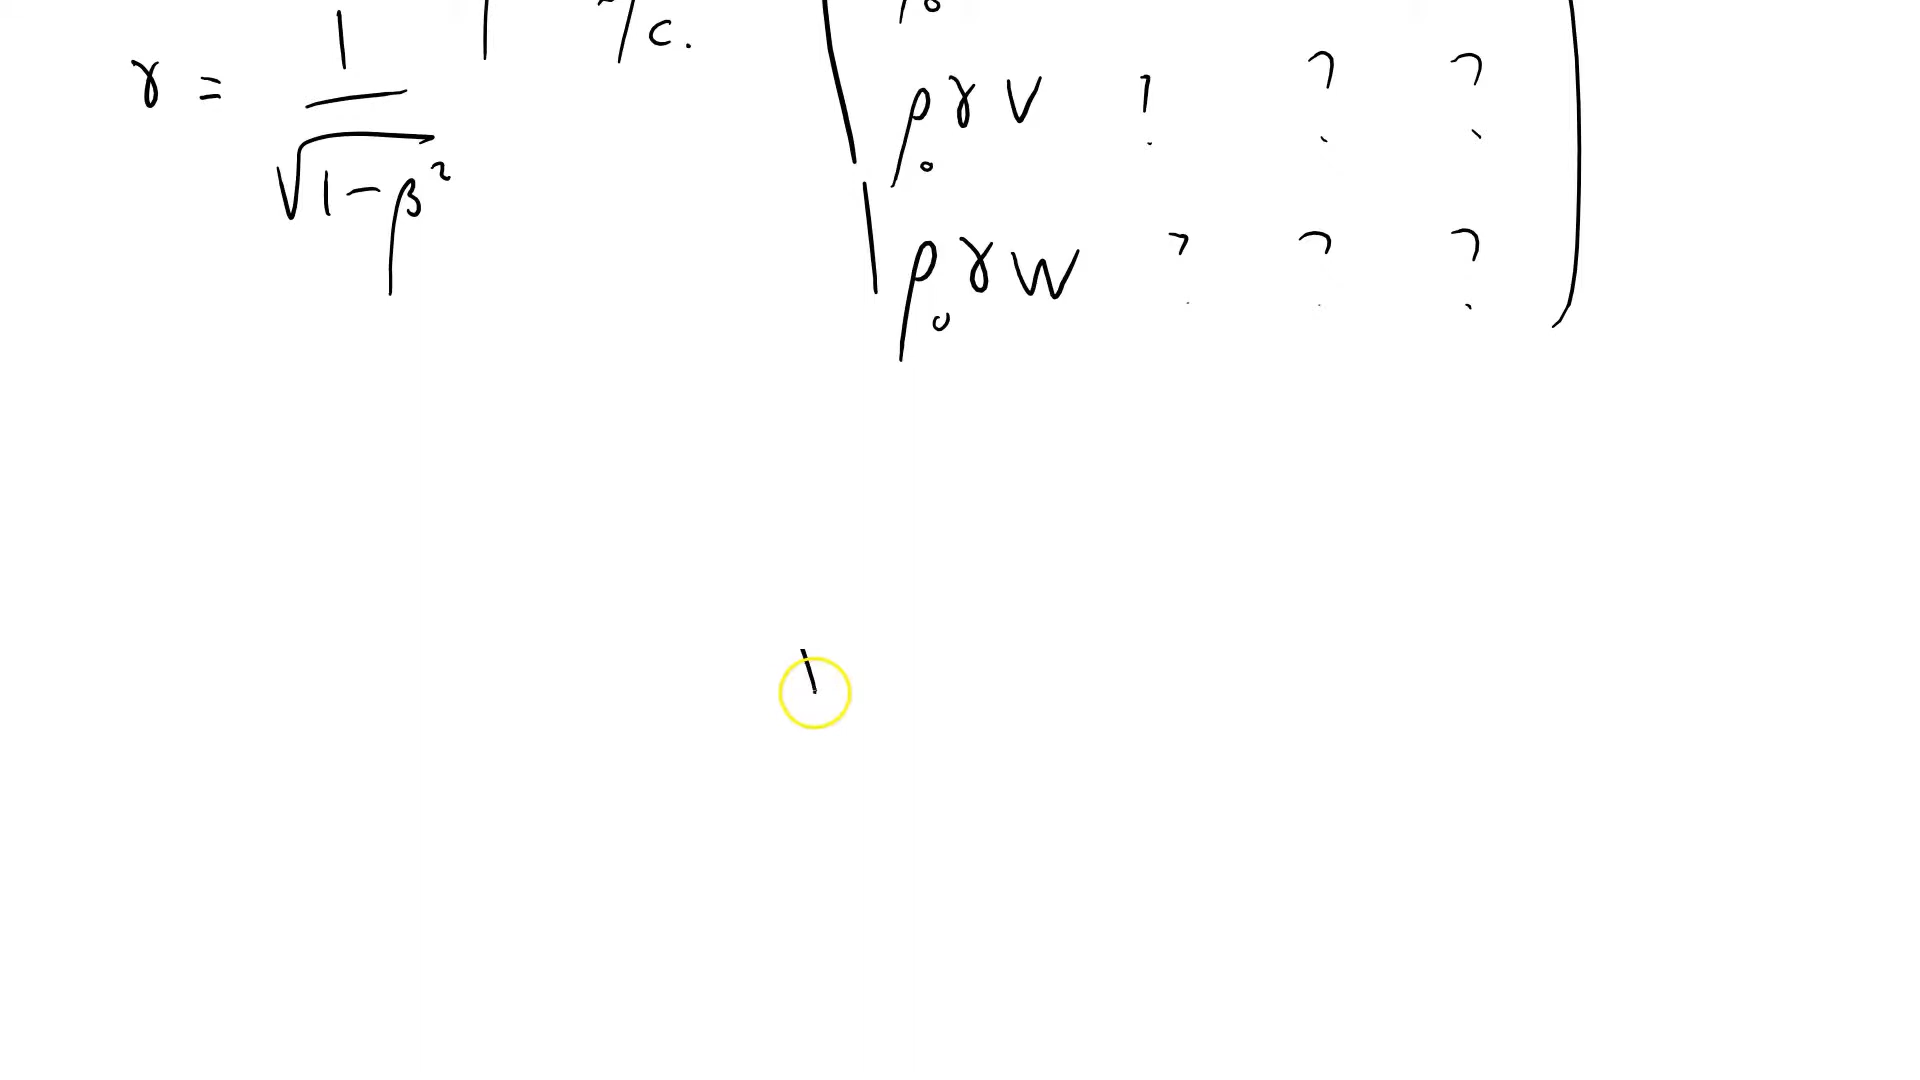 γ = 1 / √(1-β²)
/c.
ρ₀γv ? ? ?
ρ₀γw ? ? ?